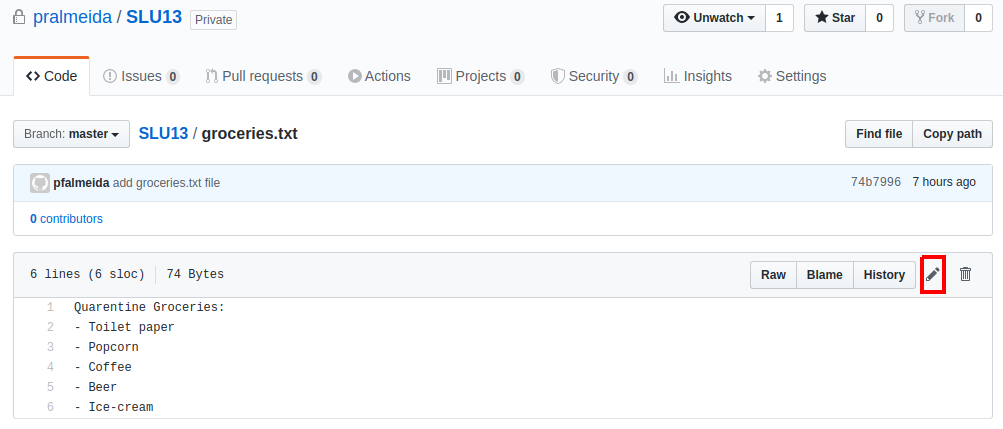 pralmeida / SLU13 Private
Unwatch 1 Star 0 Fork 0
Code Issues 0 Pull requests 0 Actions Projects 0 Security 0 Insights Settings
Branch: master SLU13 / groceries.txt Find file Copy path
pfalmeida add groceries.txt file 74b7996 7 hours ago
0 contributors
6 lines (6 sloc) 74 Bytes Raw Blame History
1 Quarentine Groceries:
2 - Toilet paper
3 - Popcorn
4 - Coffee
5 - Beer
6 - Ice-cream